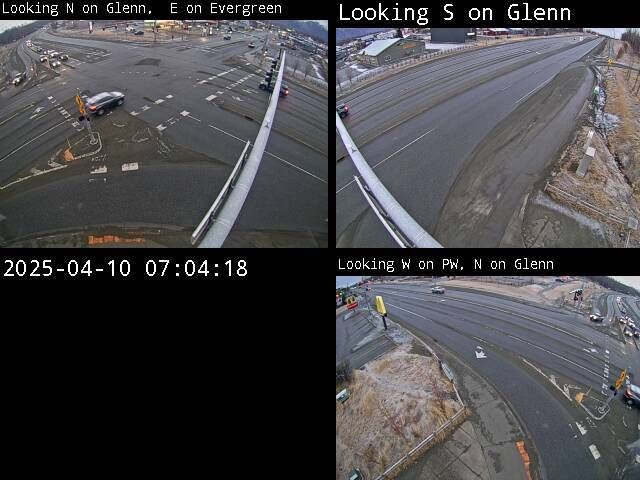 Looking N on Glenn,  E on Evergreen
Looking S on Glenn
2025-04-10 07:04:18
Looking W on PW, N on Glenn